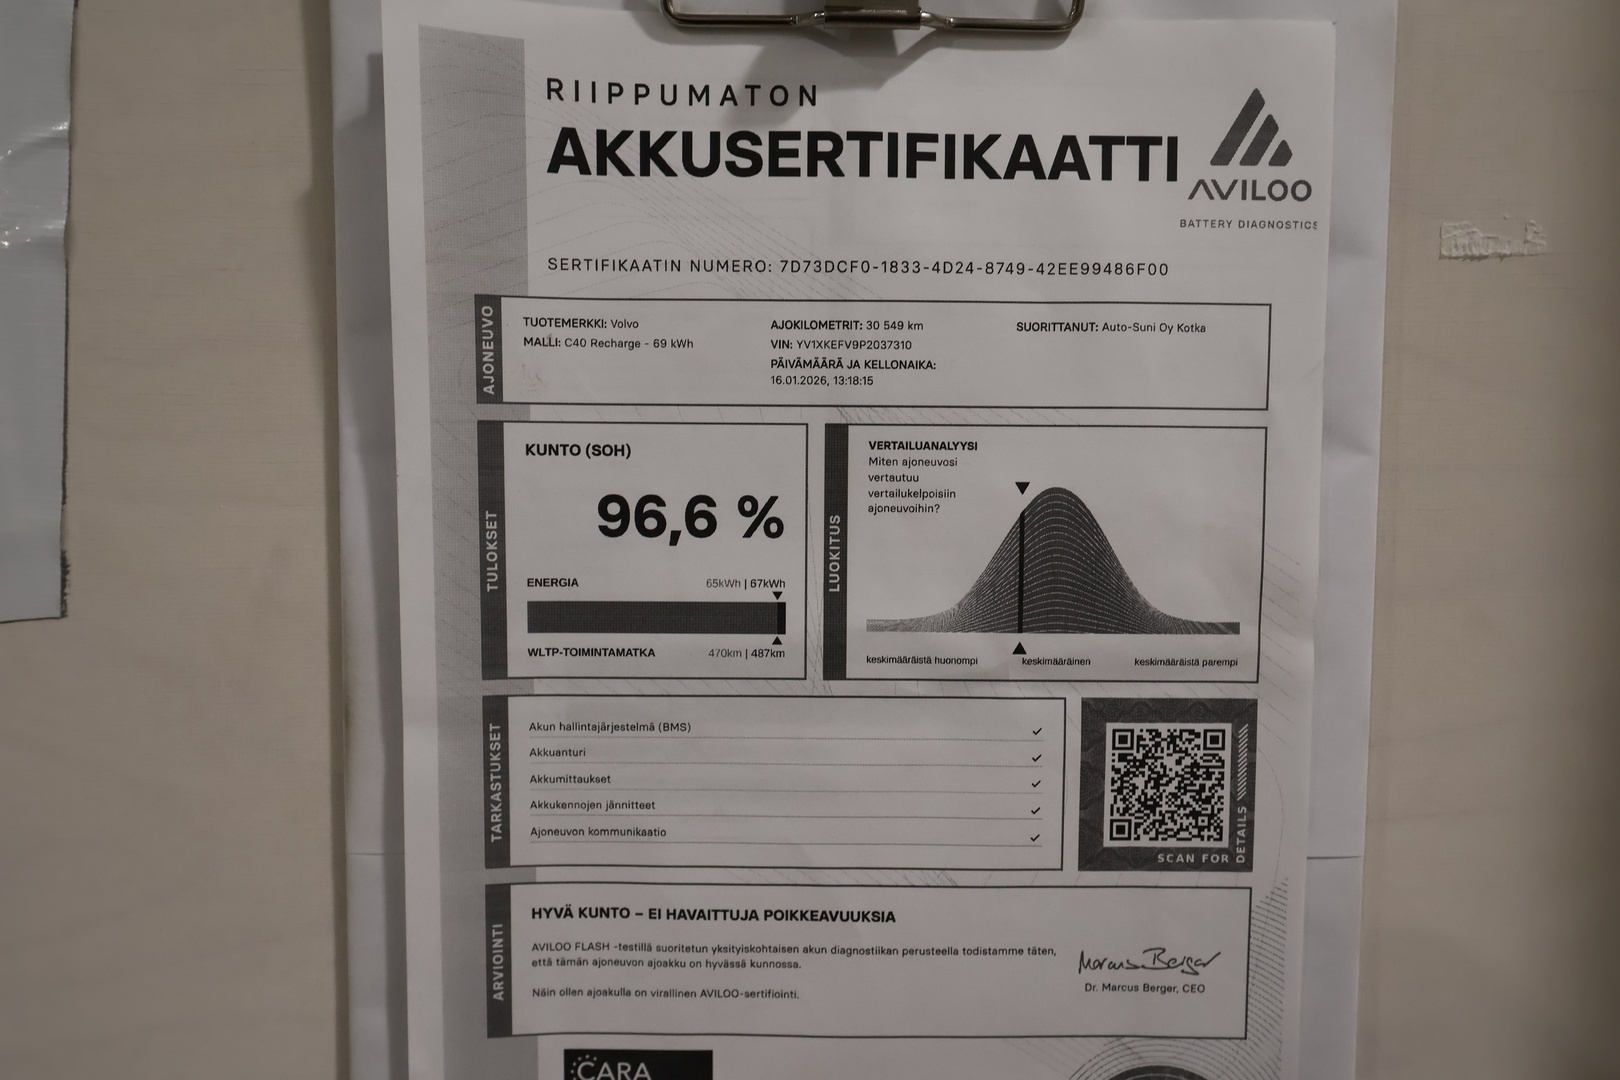 RIIPPUMATON
AKKUSERTIFIKAATTI
AVILOO
BATTERY DIAGNOSTICS
SERTIFIKAATIN NUMERO: 7D73DCF0-1833-4D24-8749-42EE99486F00
AJONEUVO
TUOTEMERKKI: Volvo
MALLI: C40 Recharge - 69 kWh
AJOKILOMETRIT: 30 549 km
VIN: YV1XKEFV9P2037310
PÄIVÄMÄÄRÄ JA KELLONAIKA:
16.01.2026, 13:18:15
SUORITTANUT: Auto-Suni Oy Kotka
TULOKSET
KUNTO (SOH)
96,6 %
ENERGIA 65kWh | 67kWh
WLTP-TOIMINTAMATKA 470km | 487km
LUOKITUS
VERTAILUANALYYSI
Miten ajoneuvosi
vertautuu
vertailukelpoisiin
ajoneuvoihin?
keskimääräistä huonompi keskimääräinen keskimääräistä parempi
TARKASTUKSET
Akun hallintajärjestelmä (BMS)
Akkuanturi
Akkumittaukset
Akkukennojen jännitteet
Ajoneuvon kommunikaatio
SCAN FOR
DETAILS
ARVIOINTI
HYVÄ KUNTO – EI HAVAITTUJA POIKKEAVUUKSIA
AVILOO FLASH -testillä suoritetun yksityiskohtaisen akun diagnostiikan perusteella todistamme täten,
että tämän ajoneuvon ajoakku on hyvässä kunnossa.
Näin ollen ajoakulla on virallinen AVILOO-sertifiointi.
Marcus Berger
Dr. Marcus Berger, CEO
CARA